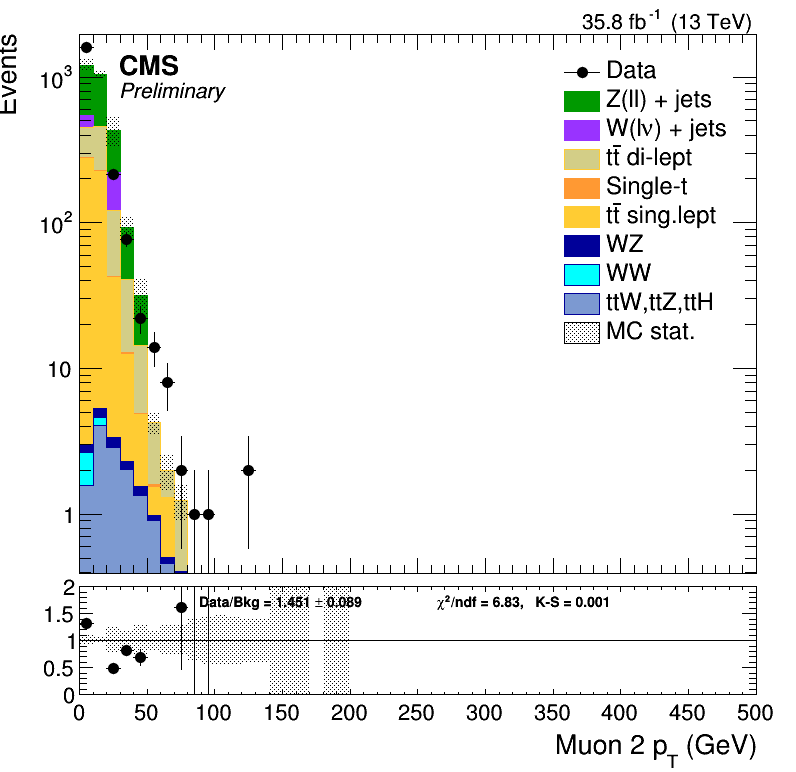 35.8 fb⁻¹ (13 TeV)
Events
CMS
Preliminary
Data
Z(ll) + jets
W(lν) + jets
tt̄ di-lept
Single-t
tt̄ sing.lept
WZ
WW
ttW,ttZ,ttH
MC stat.
10³
10²
10
1
Data/Bkg = 1.451 ± 0.089
χ²/ndf = 6.83, K-S = 0.001
2
1.5
1
0.5
0
0 50 100 150 200 250 300 350 400 450 500
Muon 2 p_T (GeV)